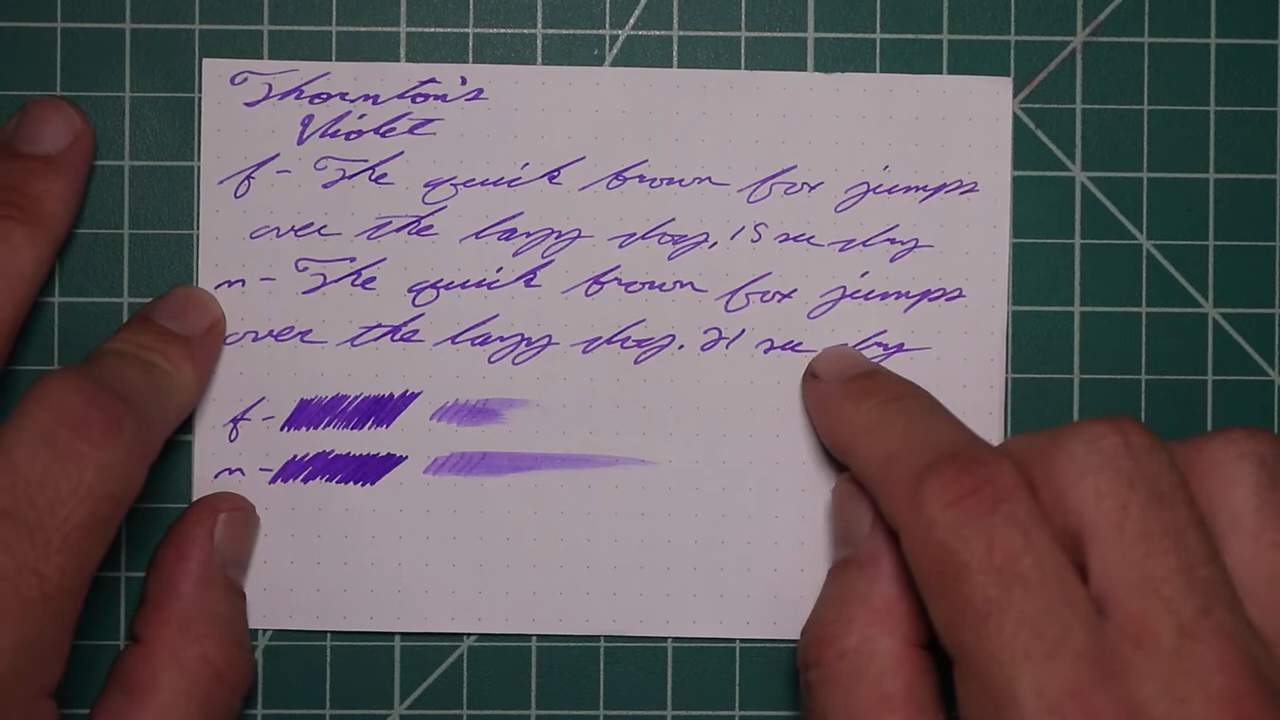 Thornton's
Violet
f - The quick brown fox jumps
over the lazy dog, 15 sec dry
m - The quick brown fox jumps
over the lazy dog. 21 sec dry
f -
m -